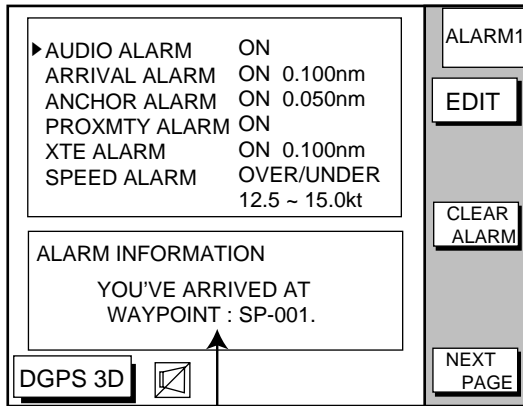 AUDIO ALARM ON
ARRIVAL ALARM ON 0.100nm
ANCHOR ALARM ON 0.050nm
PROXMTY ALARM ON
XTE ALARM ON 0.100nm
SPEED ALARM OVER/UNDER
12.5 ~ 15.0kt
ALARM INFORMATION
YOU'VE ARRIVED AT
WAYPOINT : SP-001.
DGPS 3D
ALARM1
EDIT
CLEAR
ALARM
NEXT
PAGE